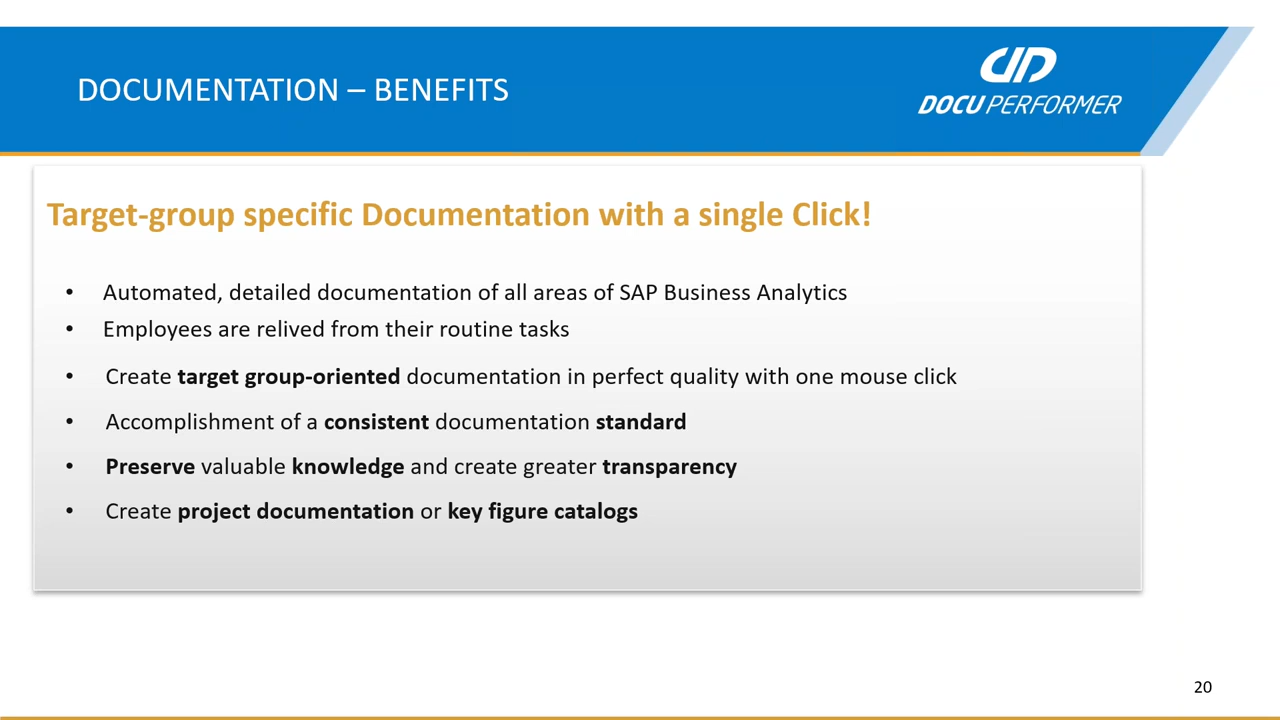 DOCUMENTATION – BENEFITS
DOCU PERFORMER
Target-group specific Documentation with a single Click!
• Automated, detailed documentation of all areas of SAP Business Analytics
• Employees are relived from their routine tasks
• Create target group-oriented documentation in perfect quality with one mouse click
• Accomplishment of a consistent documentation standard
• Preserve valuable knowledge and create greater transparency
• Create project documentation or key figure catalogs
20